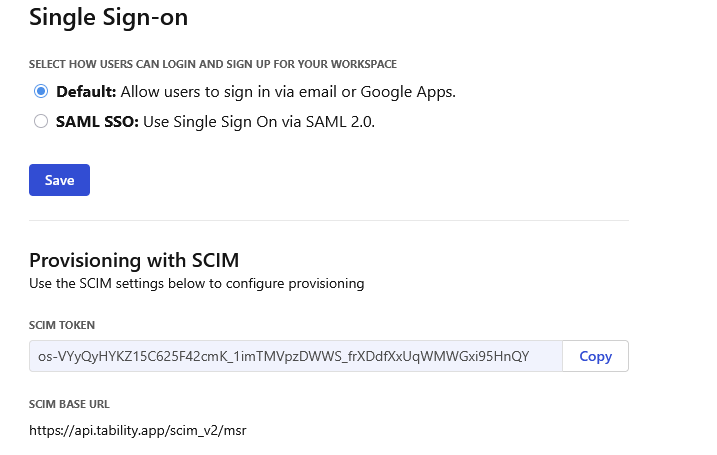 Single Sign-on
SELECT HOW USERS CAN LOGIN AND SIGN UP FOR YOUR WORKSPACE
Default: Allow users to sign in via email or Google Apps.
SAML SSO: Use Single Sign On via SAML 2.0.
Save
Provisioning with SCIM
Use the SCIM settings below to configure provisioning
SCIM TOKEN
os-VYyQyHYKZ15C625F42cmK_1imTMVpzDWWS_frXDdfXxUqWMWGxi95HnQY
Copy
SCIM BASE URL
https://api.tability.app/scim_v2/msr